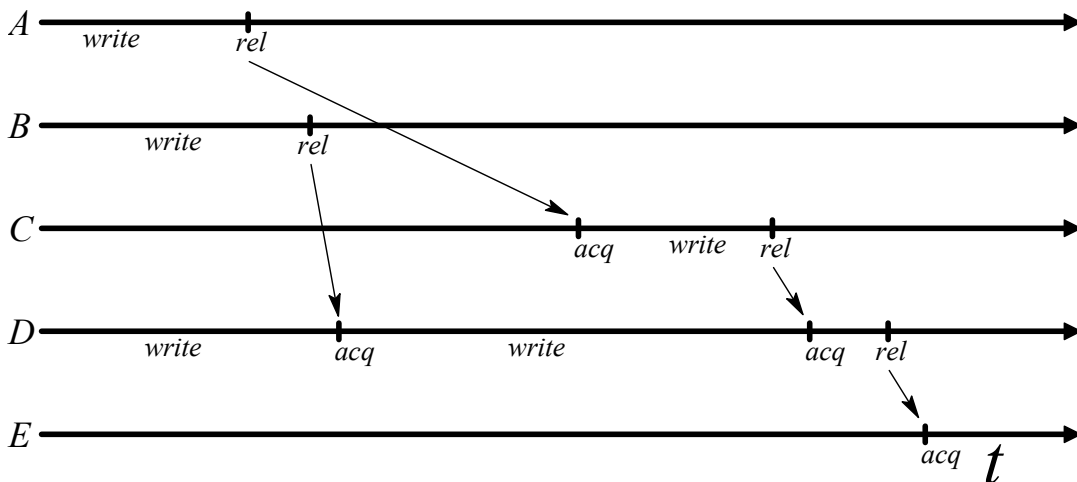 A
write rel
B
write rel
C
acq write rel
D
write acq write acq rel
E
acq t